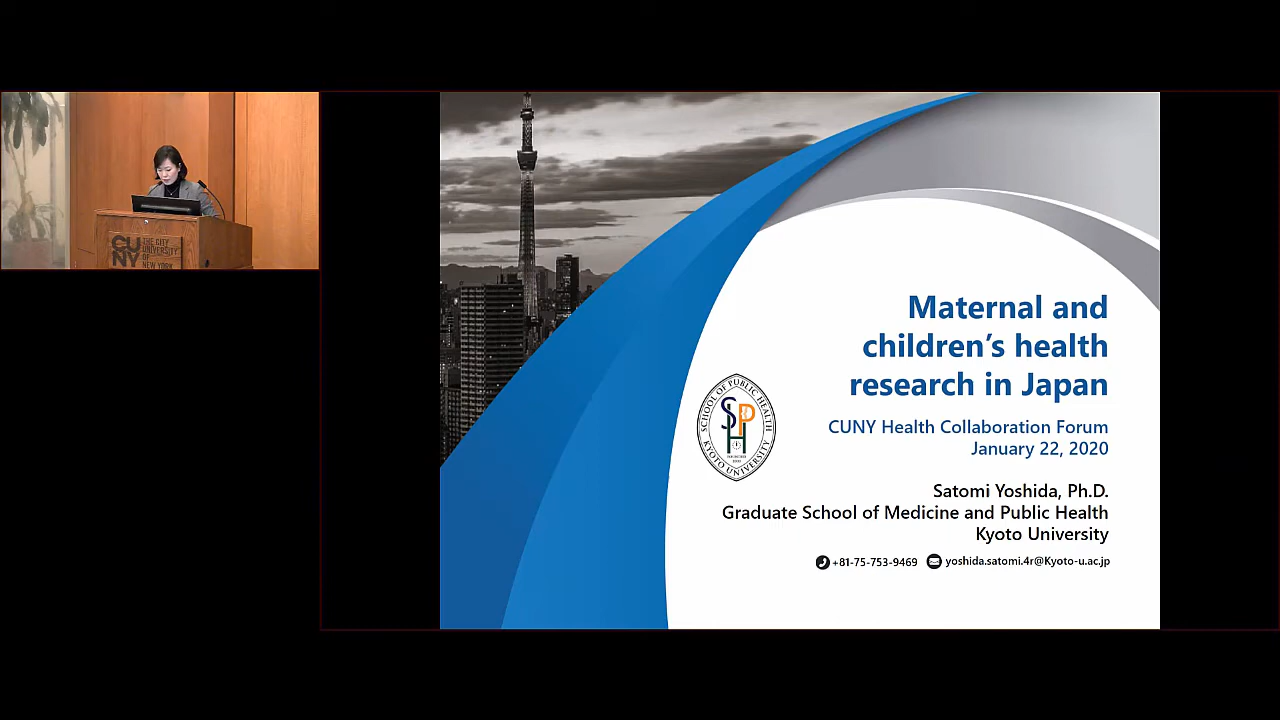 CU
NY
THE CITY
UNIVERSITY
OF
NEW YORK
Maternal and
children’s health
research in Japan
CUNY Health Collaboration Forum
January 22, 2020
SCHOOL OF PUBLIC HEALTH
SPH
KYOTO UNIVERSITY
Satomi Yoshida, Ph.D.
Graduate School of Medicine and Public Health
Kyoto University
+81-75-753-9469 yoshida.satomi.4r@Kyoto-u.ac.jp